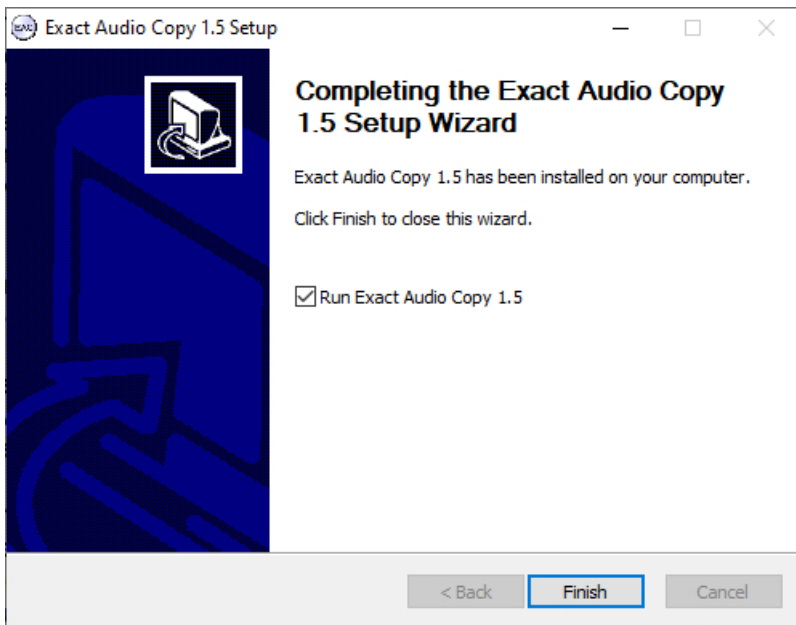 EAC Exact Audio Copy 1.5 Setup
Completing the Exact Audio Copy
1.5 Setup Wizard
Exact Audio Copy 1.5 has been installed on your computer.
Click Finish to close this wizard.
Run Exact Audio Copy 1.5
< Back Finish Cancel